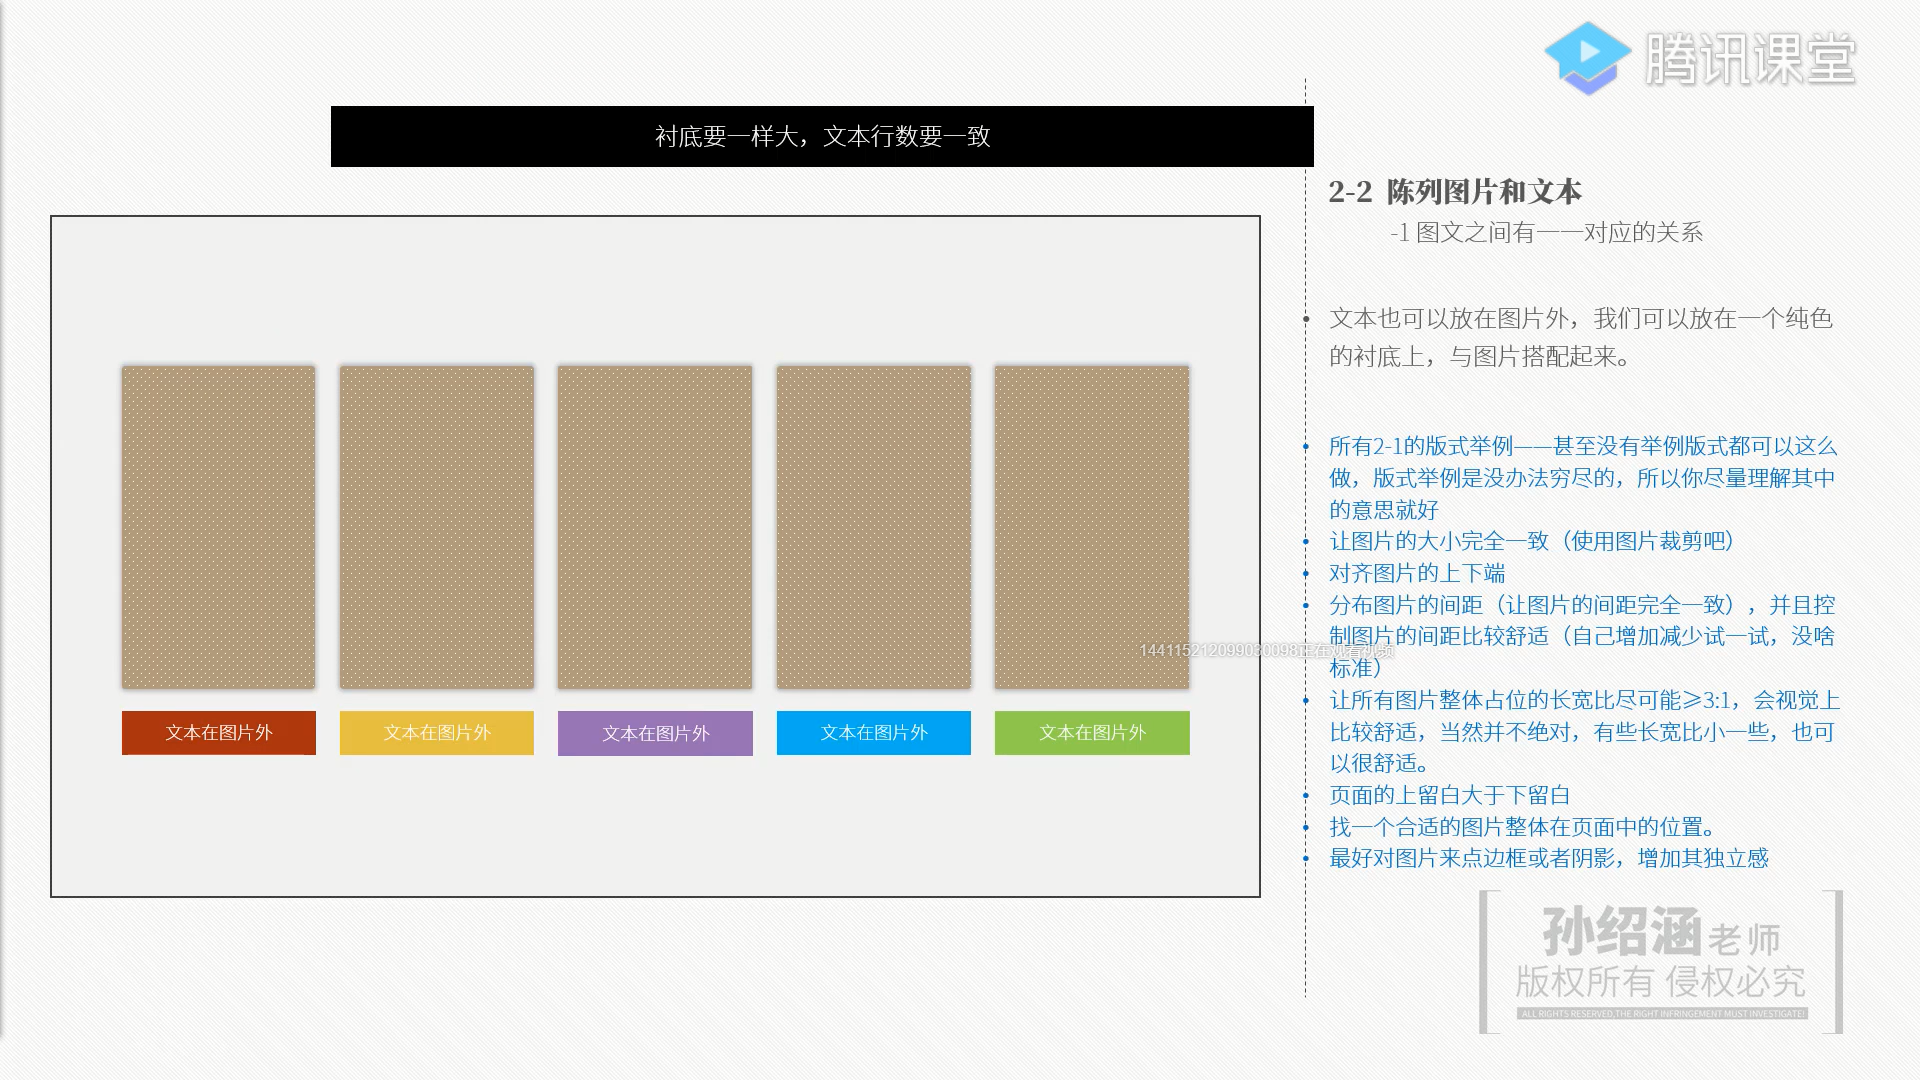 腾讯课堂
衬底要一样大，文本行数要一致
2-2 陈列图片和文本
-1 图文之间有一一对应的关系
• 文本也可以放在图片外，我们可以放在一个纯色
的衬底上，与图片搭配起来。
• 所有2-1的版式举例——甚至没有举例版式都可以这么
做，版式举例是没办法穷尽的，所以你尽量理解其中
的意思就好
• 让图片的大小完全一致（使用图片裁剪吧）
• 对齐图片的上下端
• 分布图片的间距（让图片的间距完全一致），并且控
制图片的间距比较舒适（自己增加减少试一试，没啥
标准）
• 让所有图片整体占位的长宽比尽可能≥3:1，会视觉上
比较舒适，当然并不绝对，有些长宽比小一些，也可
以很舒适。
• 页面的上留白大于下留白
• 找一个合适的图片整体在页面中的位置。
• 最好对图片来点边框或者阴影，增加其独立感
144115212099030098正在观看视频
文本在图片外
文本在图片外
文本在图片外
文本在图片外
文本在图片外
孙绍涵老师
版权所有 侵权必究
ALL RIGHTS RESERVED,THE RIGHT INFRINGEMENT MUST INVESTIGATE!